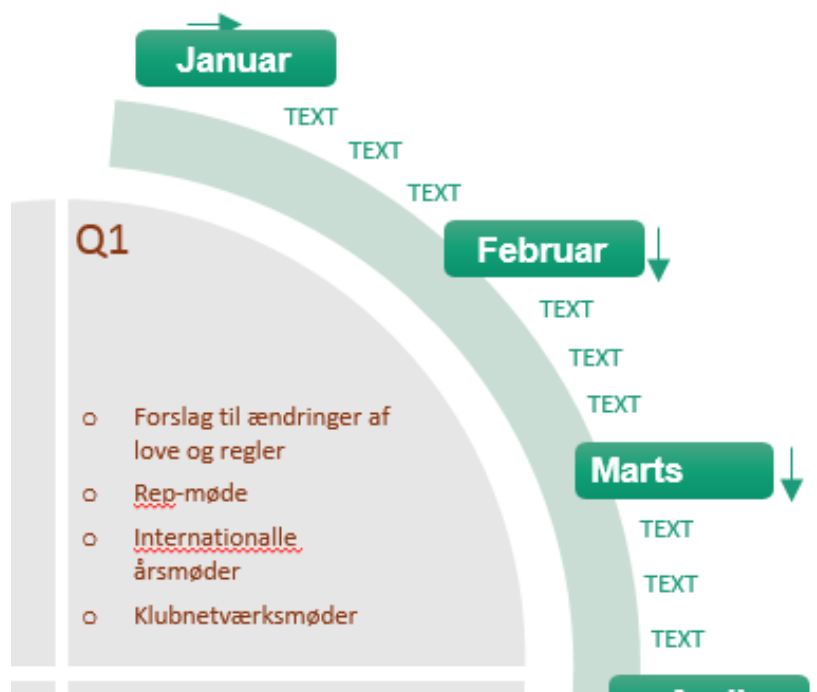 Januar
TEXT
TEXT
TEXT
Q1
Februar
TEXT
TEXT
TEXT
o Forslag til ændringer af
love og regler
o Rep-møde
o Internationalle
årsmøder
o Klubnetværksmøder
Marts
TEXT
TEXT
TEXT